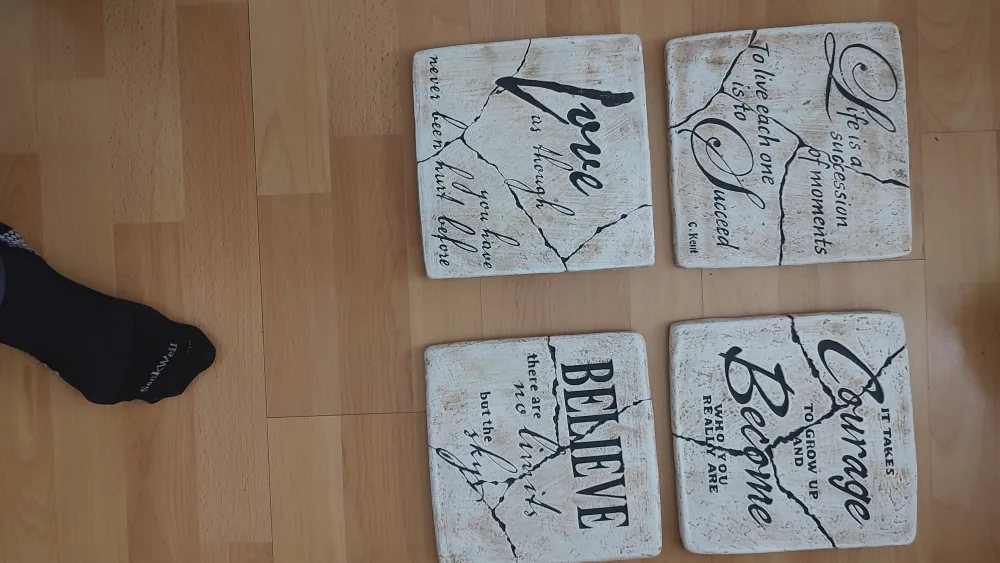 Life is a
succession
of moments
To live each one
is to
Succeed
C. Kent
IT TAKES
Courage
TO GROW UP
AND
Become
WHO YOU
REALLY ARE
Love
as though
you have
never been hurt before
BELIEVE
there are
no limits
but the
sky
SockWell